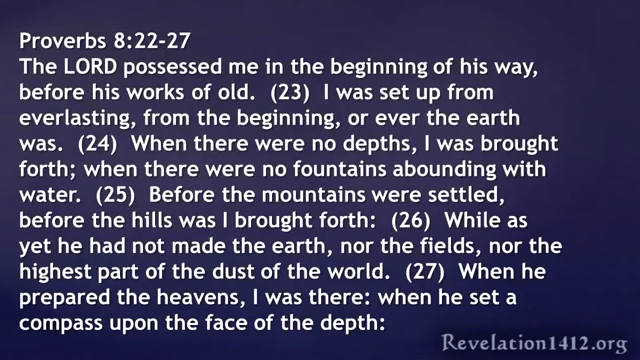 Proverbs 8:22-27
The LORD possessed me in the beginning of his way,
before his works of old.  (23)  I was set up from
everlasting, from the beginning, or ever the earth
was.  (24)  When there were no depths, I was brought
forth; when there were no fountains abounding with
water.  (25)  Before the mountains were settled,
before the hills was I brought forth:  (26)  While as
yet he had not made the earth, nor the fields, nor the
highest part of the dust of the world.  (27)  When he
prepared the heavens, I was there: when he set a
compass upon the face of the depth:
Revelation1412.org